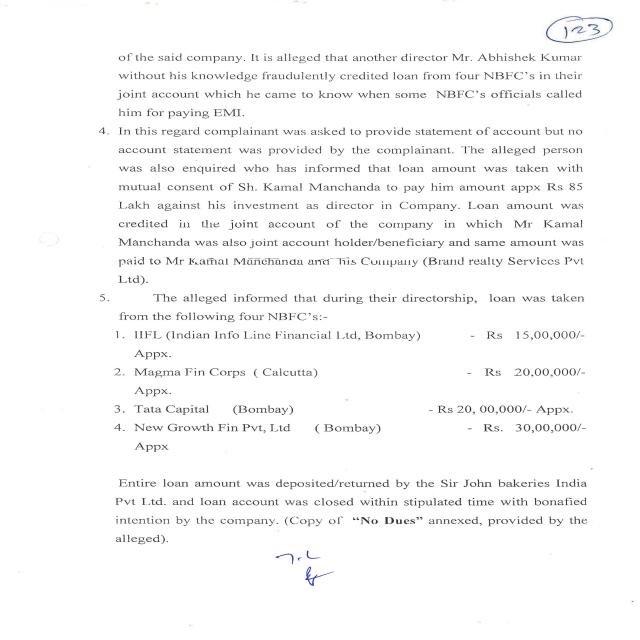 123
of the said company. It is alleged that another director Mr. Abhishek Kumar
without his knowledge fraudulently credited loan from four NBFC's in their
joint account which he came to know when some NBFC's officials called
him for paying EMI.
4. In this regard complainant was asked to provide statement of account but no
account statement was provided by the complainant. The alleged person
was also enquired who has informed that loan amount was taken with
mutual consent of Sh. Kamal Manchanda to pay him amount appx Rs 85
Lakh against his investment as director in Company. Loan amount was
credited in the joint account of the company in which Mr Kamal
Manchanda was also joint account holder/beneficiary and same amount was
paid to Mr Kamal Manchanda and his Company (Brand realty Services Pvt
Ltd).
5. The alleged informed that during their directorship, loan was taken
from the following four NBFC's:-
1. IIFL (Indian Info Line Financial Ltd, Bombay) - Rs 15,00,000/-
Appx.
2. Magma Fin Corps ( Calcutta) - Rs 20,00,000/-
Appx.
3. Tata Capital (Bombay) - Rs 20, 00,000/- Appx.
4. New Growth Fin Pvt, Ltd ( Bombay) - Rs. 30,00,000/-
Appx
Entire loan amount was deposited/returned by the Sir John bakeries India
Pvt Ltd. and loan account was closed within stipulated time with bonafied
intention by the company. (Copy of "No Dues" annexed, provided by the
alleged).